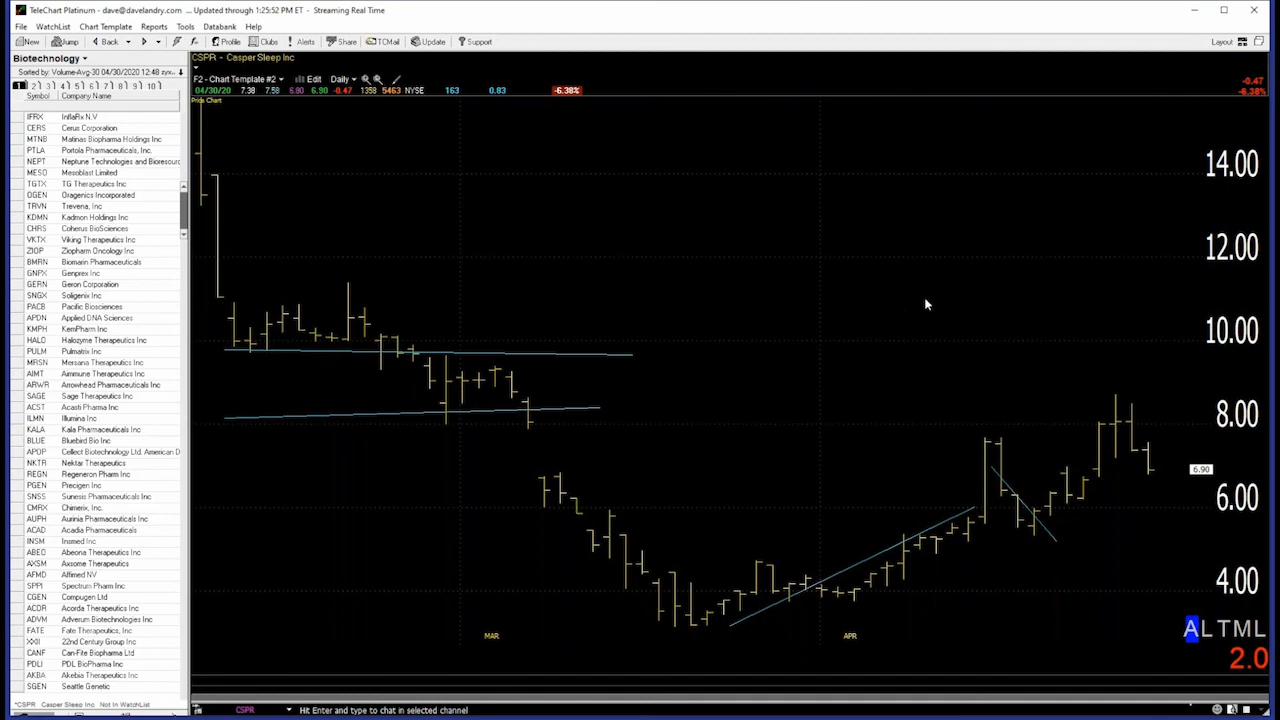 TeleChart Platinum - dave@davelandry.com ... Updated through 1:25:52 PM ET - Streaming Real Time
File WatchList Chart Template Reports Tools Databank Help
New Jump Back Profile Clubs Alerts Share TCMail Update Support Layout
Biotechnology
Sorted by: Volume-Avg-30 04/30/2020 12:48
1 2 3 4 5 6 7 8 9 10
Symbol Company Name
IFRX InflaRx N.V
CERS Cerus Corporation
MTNB Matinas Biopharma Holdings Inc
PTLA Portola Pharmaceuticals, Inc.
NEPT Neptune Technologies and Bioresourc
MESO Mesoblast Limited
TGTX TG Therapeutics Inc
OGEN Oragenics Incorporated
TRVN Trevena, Inc
KDMN Kadmon Holdings Inc
CHRS Coherus BioSciences
VKTX Viking Therapeutics Inc
ZIOP Ziopharm Oncology Inc
BMRN Biomarin Pharmaceuticals
GNPX Genprex Inc
GERN Geron Corporation
SNGX Soligenix Inc
PACB Pacific Biosciences
APDN Applied DNA Sciences
KMPH KemPharm Inc
HALO Halozyme Therapeutics Inc
PULM Pulmatrix Inc
MRSN Mersana Therapeutics Inc
AIMT Aimmune Therapeutics Inc
ARWR Arrowhead Pharmaceuticals Inc
SAGE Sage Therapeutics Inc
ACST Acasti Pharma Inc
ILMN Illumina Inc
KALA Kala Pharmaceuticals Inc
BLUE Bluebird Bio Inc
APOP Cellect Biotechnology Ltd. American D
NKTR Nektar Therapeutics
REGN Regeneron Pharm Inc
PGEN Precigen Inc
SNSS Sunesis Pharmaceuticals Inc
CMRX Chimerix, Inc.
AUPH Aurinia Pharmaceuticals Inc
ACAD Acadia Pharmaceuticals
INSM Insmed Inc
ABEO Abeona Therapeutics Inc
AXSM Axsome Therapeutics Inc
AFMD Affimed NV
SPPI Spectrum Pharm Inc
CGEN Compugen Ltd
ACOR Acorda Therapeutics Inc
ADVM Adverum Biotechnologies Inc
FATE Fate Therapeutics, Inc
XXII 22nd Century Group Inc
CANF Can-Fite Biopharma Ltd
PDLI PDL BioPharma Inc
AKBA Akebia Therapeutics Inc
SGEN Seattle Genetic
*CSPR Casper Sleep Inc Not In WatchList
CSPR - Casper Sleep Inc
F2 - Chart Template #2 Edit Daily
04/30/20 7.38 7.58 6.80 6.90 -0.47 1358 5463 NYSE 163 0.83 -6.38%
-0.47
-6.38%
Price Chart
14.00
12.00
10.00
8.00
6.90
6.00
4.00
MAR APR
ALTML
2.0
CSPR Hit Enter and type to chat in selected channel